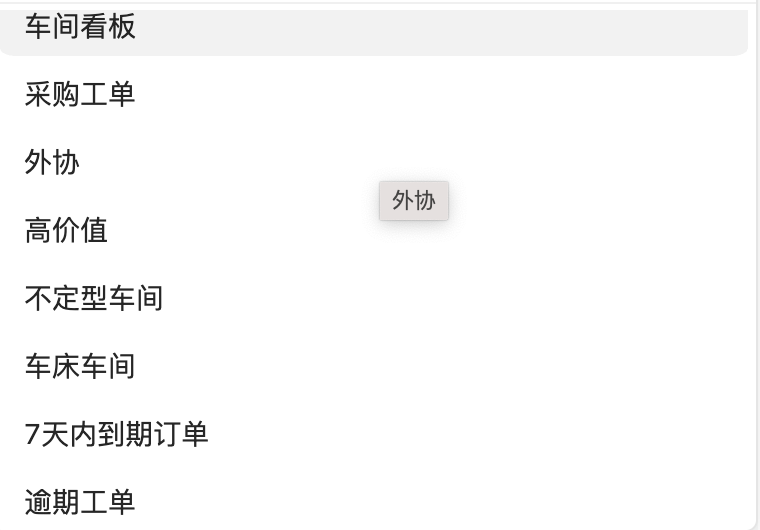 车间看板
采购工单
外协
外协
高价值
不定型车间
车床车间
7天内到期订单
逾期工单